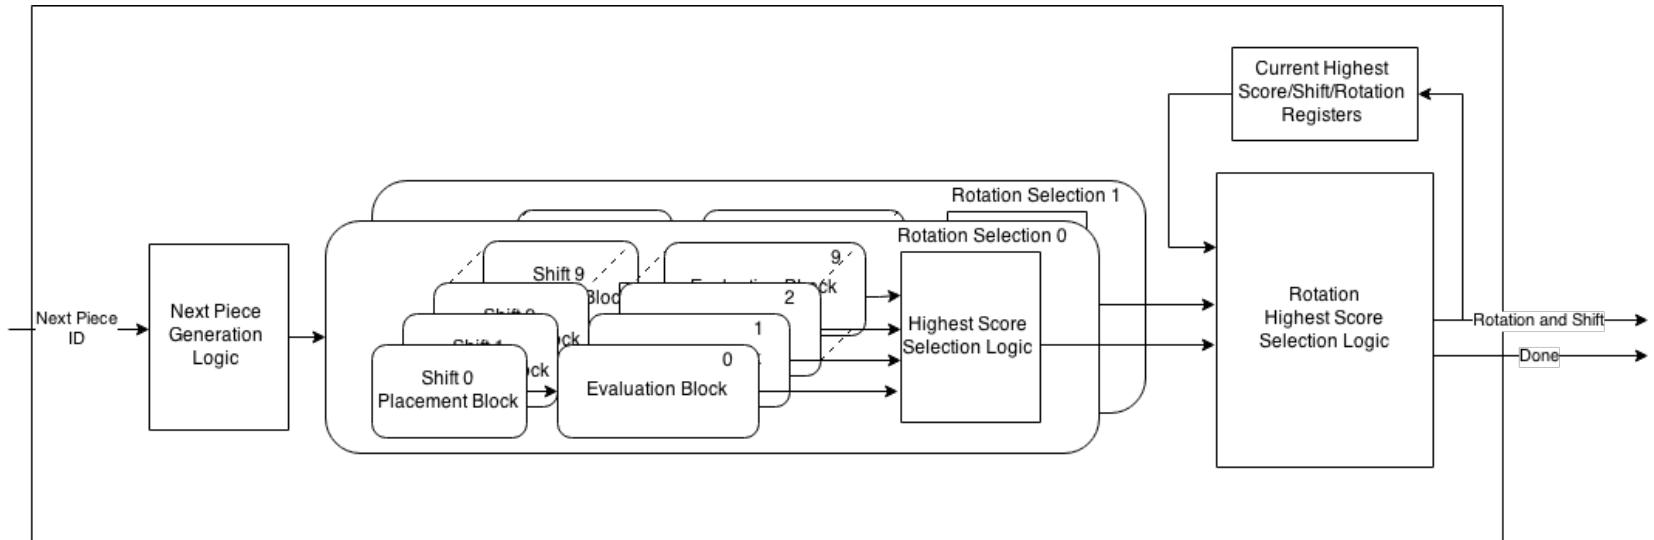 Current Highest
Score/Shift/Rotation
Registers
Rotation Selection 1
Rotation Selection 0
9
Shift 9
2
Next Piece
ID
Next Piece
Generation
Logic
1
Highest Score
Selection Logic
0
Shift 0
Placement Block
Evaluation Block
Rotation
Highest Score
Selection Logic
Rotation and Shift
Done